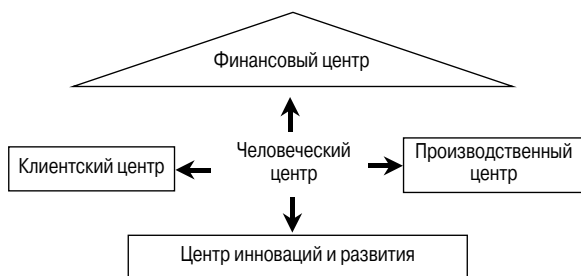 Финансовый центр
Клиентский центр
Человеческий
центр
Производственный
центр
Центр инноваций и развития